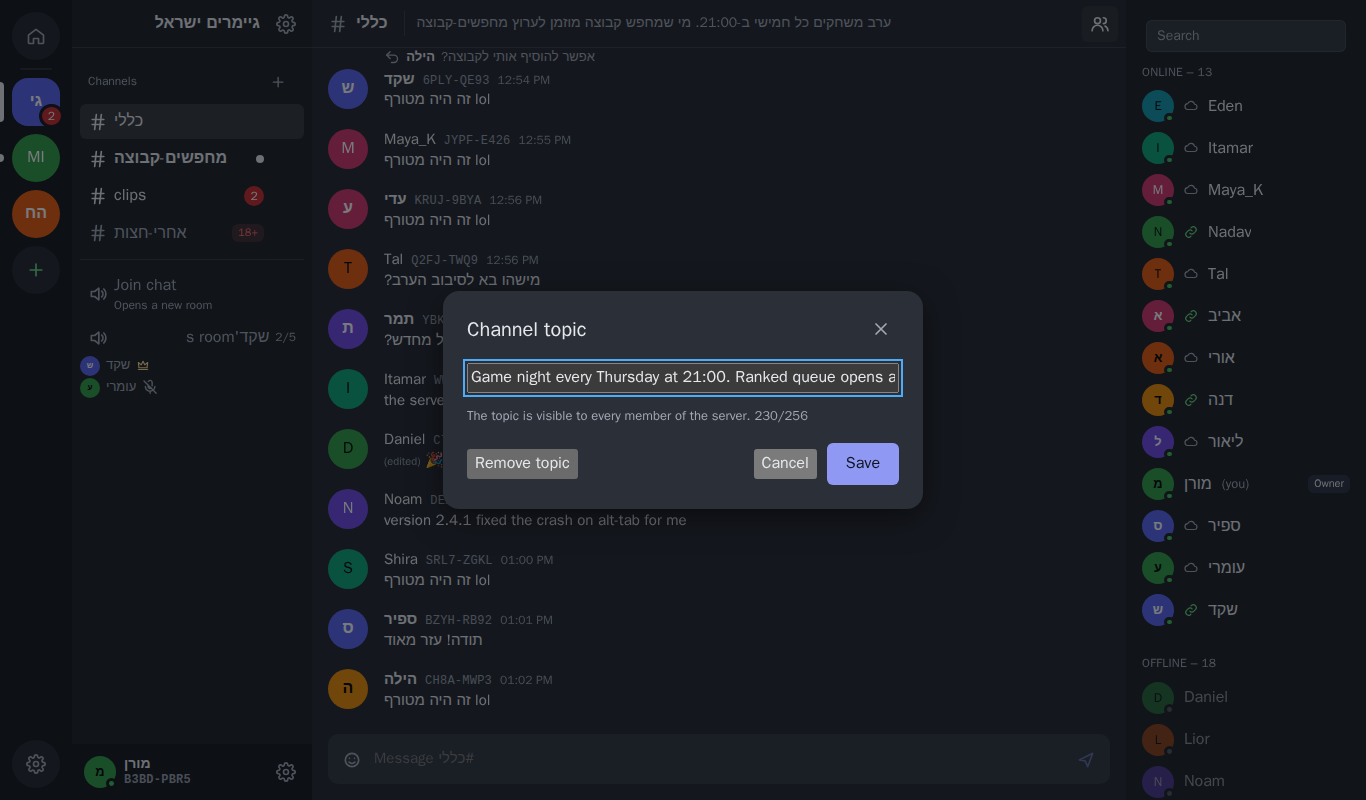 גי
2
MI
הח
גיימרים ישראל
Channels
כללי
מחפשים-קבוצה
clips
2
אחרי-חצות
18+
Join chat
Opens a new room
שקד's room
2/5
שקד
עומרי
מורן
B3BD-PBR5
כללי
ערב משחקים כל חמישי ב-21:00. מי שמחפש קבוצה מוזמן לערוץ מחפשים-קבוצה
הילה אפשר להוסיף אותי לקבוצה?
שקד 6PLY-QE93 12:54 PM
זה היה מטורף lol
Maya_K JYPF-E426 12:55 PM
זה היה מטורף lol
עדי KRUJ-9BYA 12:56 PM
זה היה מטורף lol
Tal Q2FJ-TWQ9 12:56 PM
מישהו בא לסיבוב הערב?
תמר
מחדש?
Itamar
the
Daniel
(edited) 🎉
Noam
version 2.4.1 fixed the crash on alt-tab for me
Shira SRL7-ZGKL 01:00 PM
זה היה מטורף lol
ספיר BZYH-RB92 01:01 PM
תודה! עזר מאוד
הילה CH8A-MWP3 01:02 PM
זה היה מטורף lol
Message #כללי
Channel topic
Game night every Thursday at 21:00. Ranked queue opens a
The topic is visible to every member of the server. 230/256
Remove topic
Cancel
Save
Search
ONLINE — 13
Eden
Itamar
Maya_K
Nadav
Tal
אביב
אורי
דנה
ליאור
מורן (you) Owner
ספיר
עומרי
שקד
OFFLINE — 18
Daniel
Lior
Noam